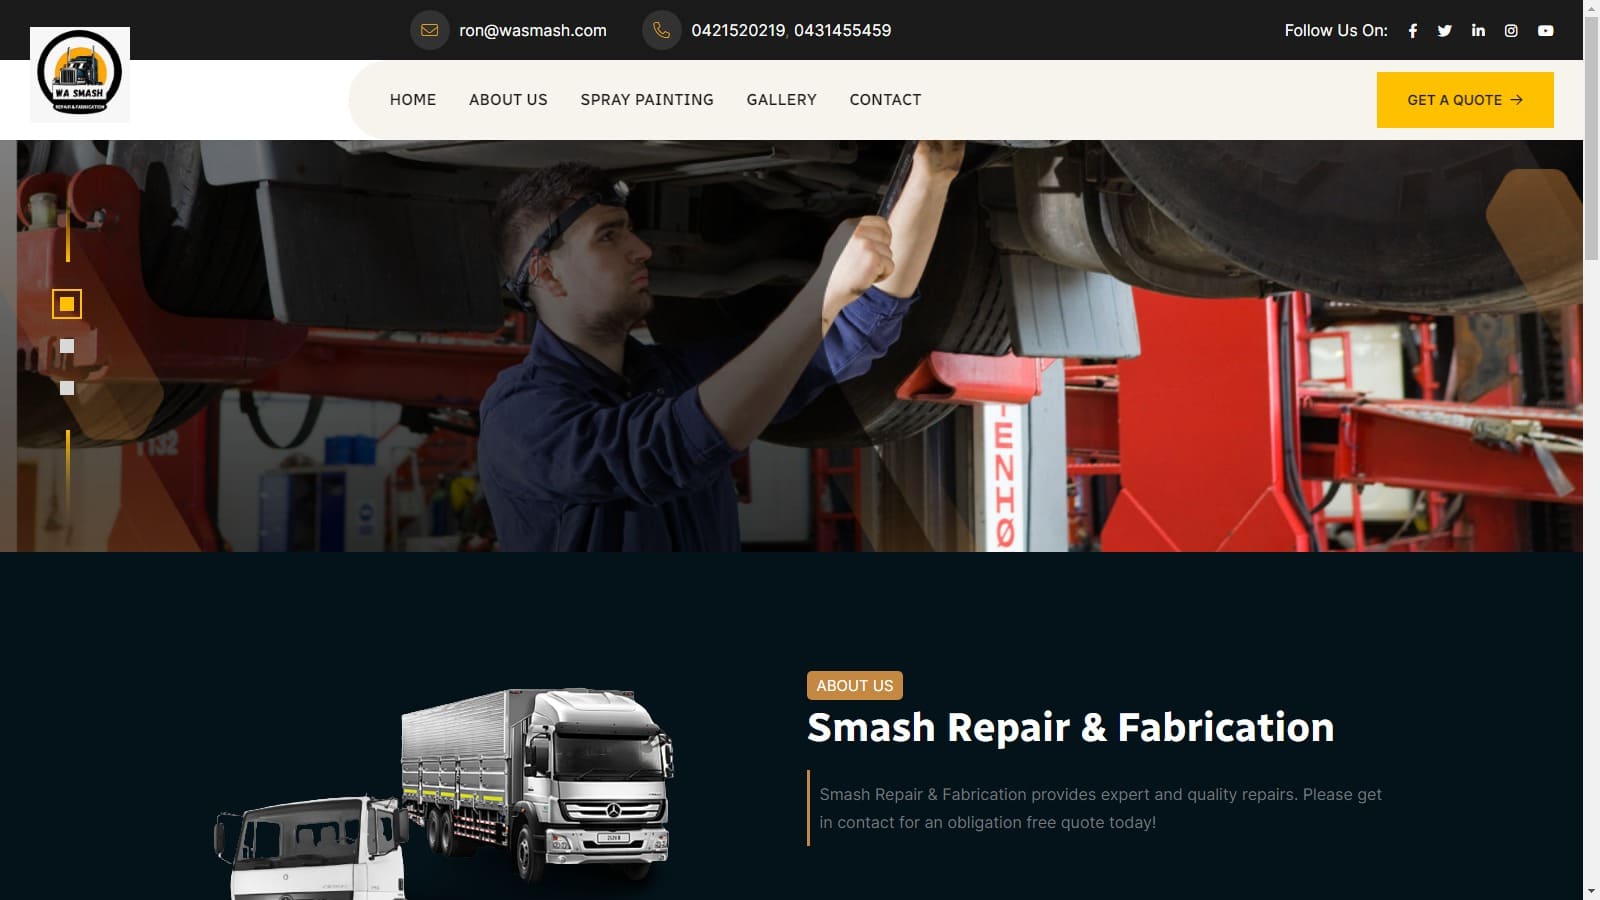 ron@wasmash.com
0421520219, 0431455459
Follow Us On:
WA SMASH
REPAIR & FABRICATION
HOME
ABOUT US
SPRAY PAINTING
GALLERY
CONTACT
GET A QUOTE
ENHØ
ABOUT US
Smash Repair & Fabrication
Smash Repair & Fabrication provides expert and quality repairs. Please get
in contact for an obligation free quote today!